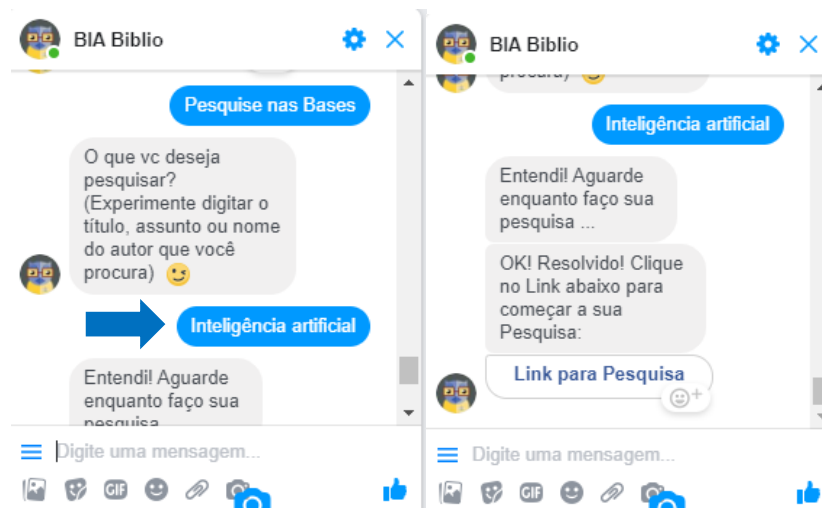 BIA Biblio
Pesquise nas Bases
O que vc deseja
pesquisar?
(Experimente digitar o
título, assunto ou nome
do autor que você
procura)
Inteligência artificial
Entendi! Aguarde
enquanto faço sua
pesquisa
Digite uma mensagem...
GIF
BIA Biblio
procura)
Inteligência artificial
Entendi! Aguarde
enquanto faço sua
pesquisa ...
OK! Resolvido! Clique
no Link abaixo para
começar a sua
Pesquisa:
Link para Pesquisa
Digite uma mensagem...
GIF